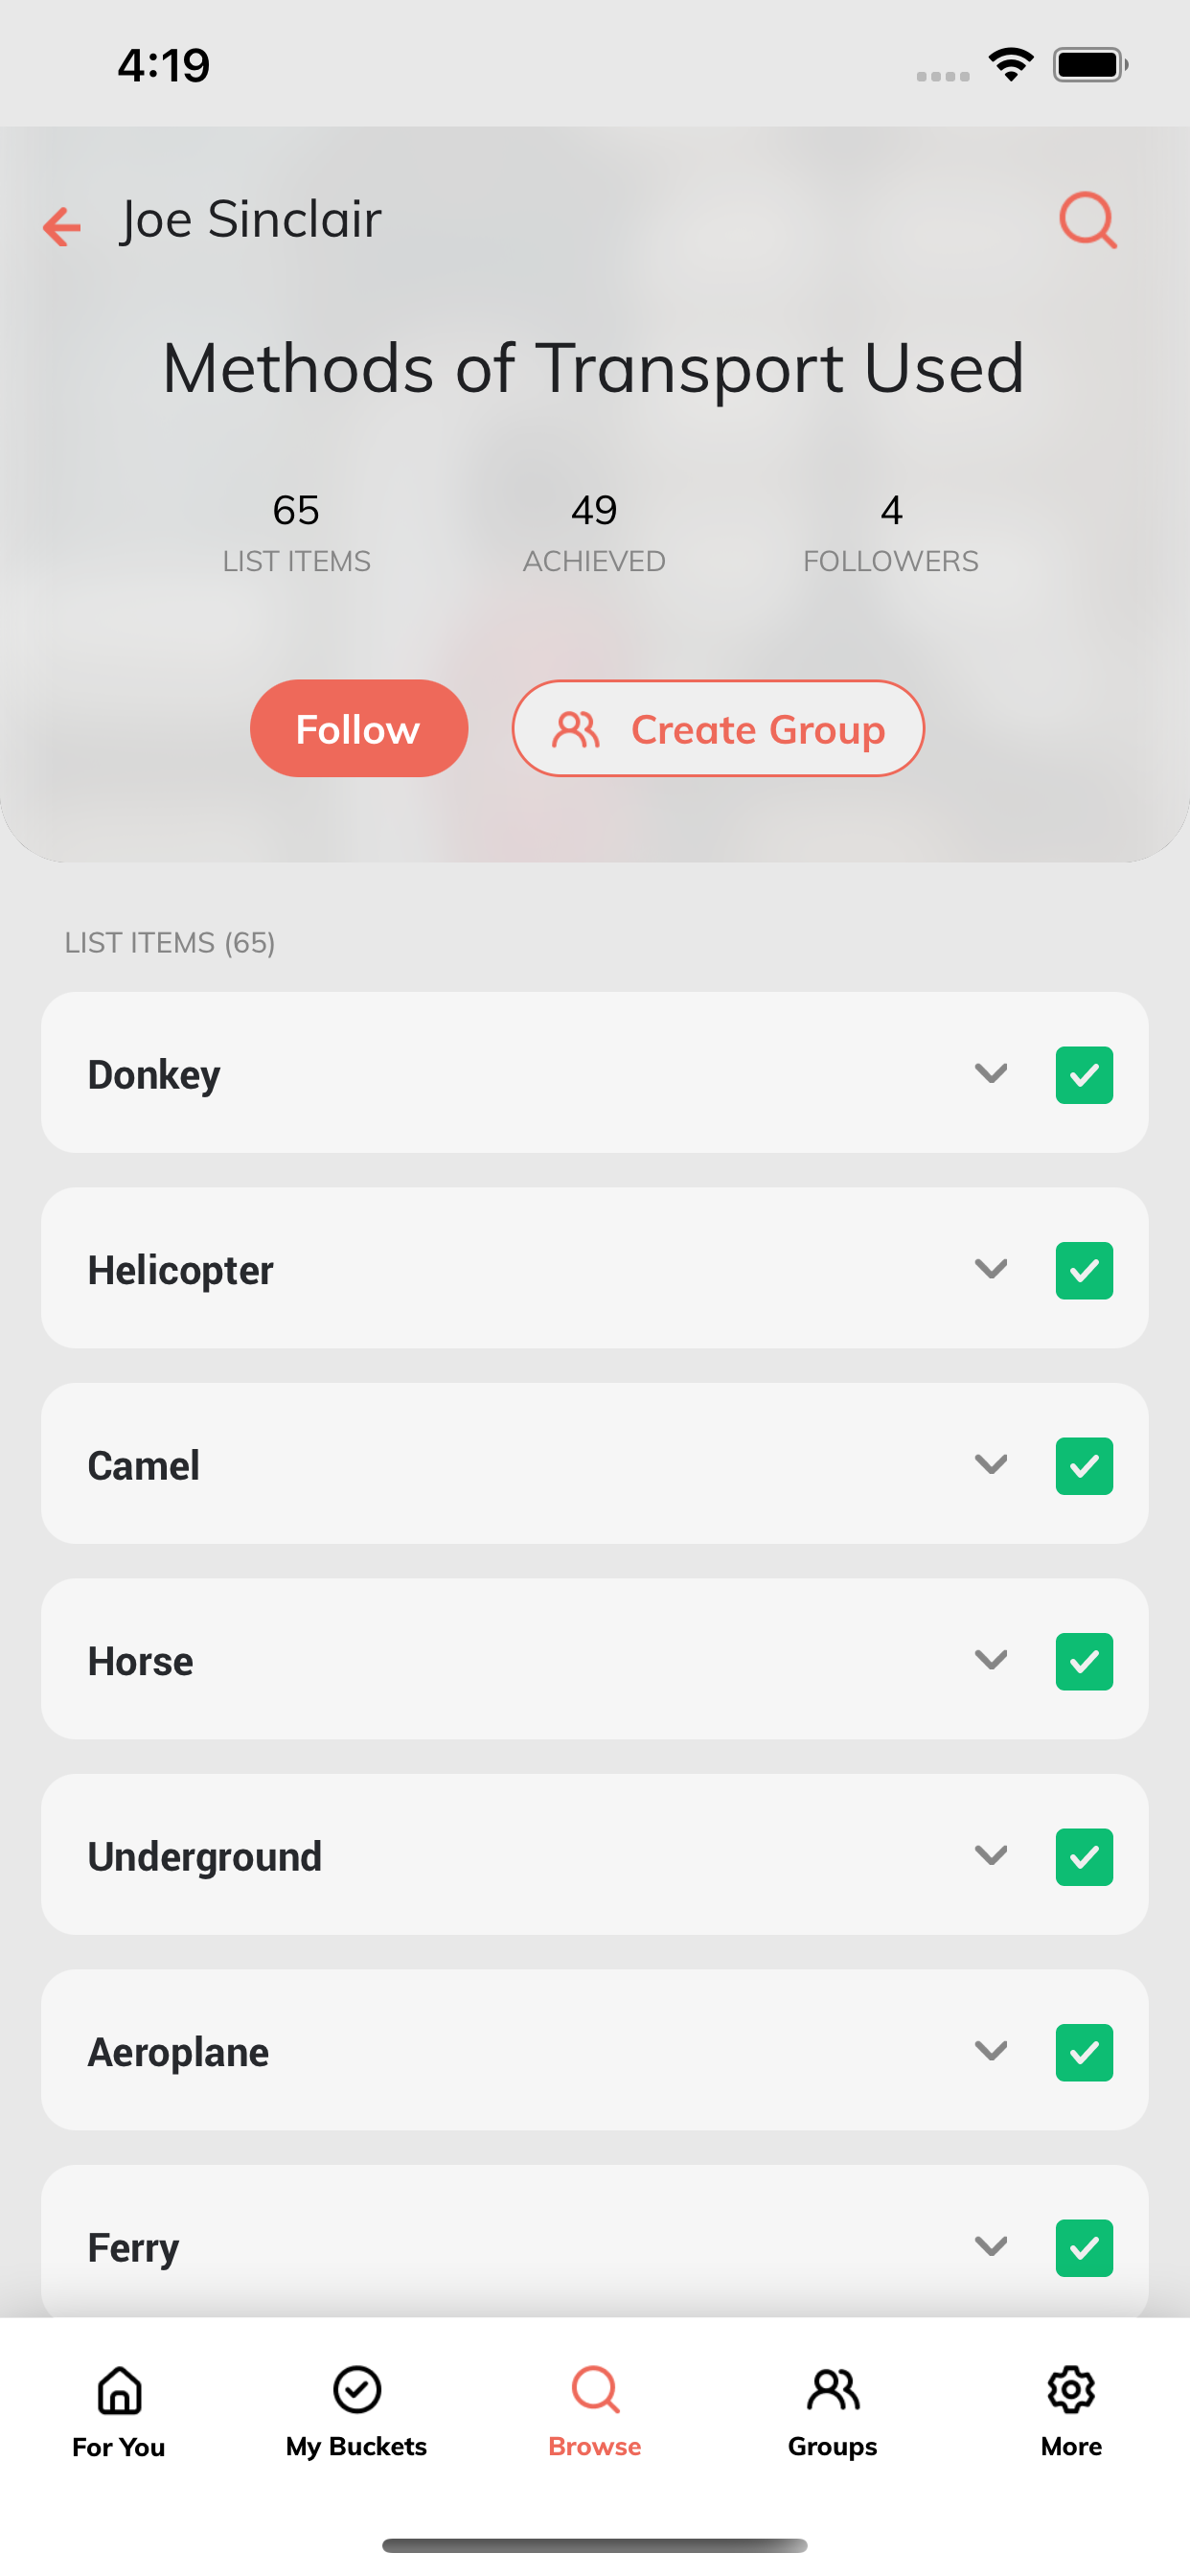 4:19
Joe Sinclair
Methods of Transport Used
65 49 4
LIST ITEMS ACHIEVED FOLLOWERS
Follow Create Group
LIST ITEMS (65)
Donkey
Helicopter
Camel
Horse
Underground
Aeroplane
Ferry
For You My Buckets Browse Groups More